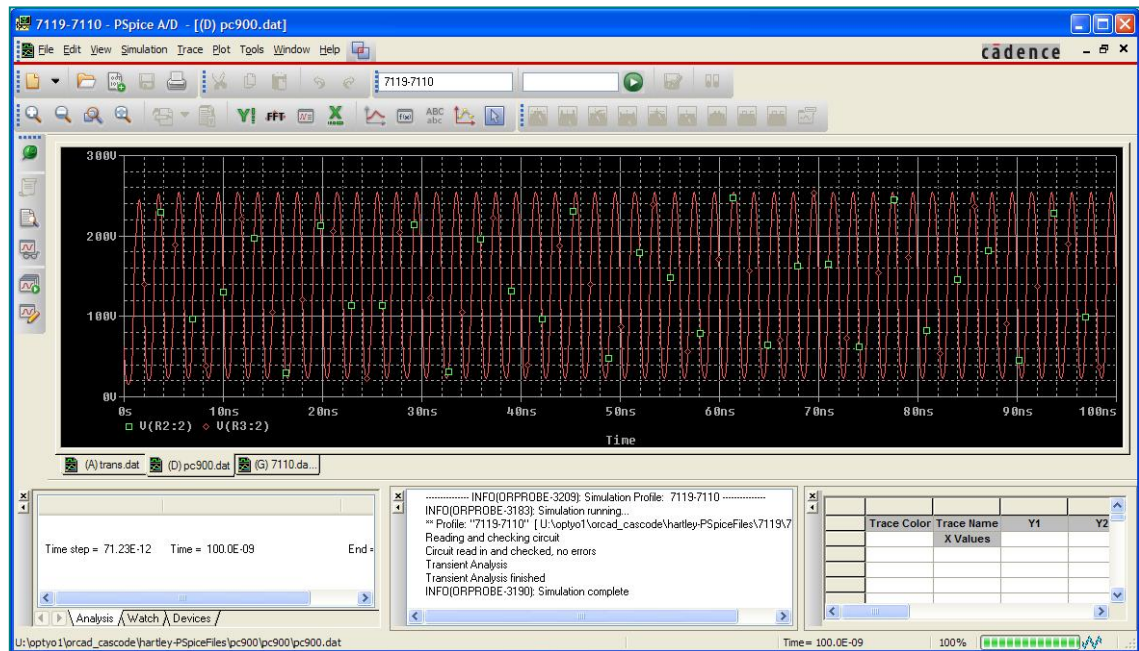 7119-7110 - PSpice A/D - [(D) pc900.dat]
File Edit View Simulation Trace Plot Tools Window Help
cādence
7119-7110
FFT
f(x)
ABC
abc
300V
200V
100V
0V
0s 10ns 20ns 30ns 40ns 50ns 60ns 70ns 80ns 90ns 100ns
V(R2:2) V(R3:2)
Time
(A) trans.dat (D) pc900.dat (G) 7110.da...
Time step = 71.23E-12 Time = 100.0E-09 End =
Analysis Watch Devices
--------------- INFO(ORPROBE-3209): Simulation Profile: 7119-7110 ---------------
INFO(ORPROBE-3183): Simulation running...
** Profile: "7119-7110" [ U:\optyo1\orcad_cascode\hartley-PSpiceFiles\7119\7
Reading and checking circuit
Circuit read in and checked, no errors
Transient Analysis
Transient Analysis finished
INFO(ORPROBE-3190): Simulation complete
Trace Color Trace Name Y1 Y2
X Values
U:\optyo1\orcad_cascode\hartley-PSpiceFiles\pc900\pc900\pc900.dat
Time= 100.0E-09 100%